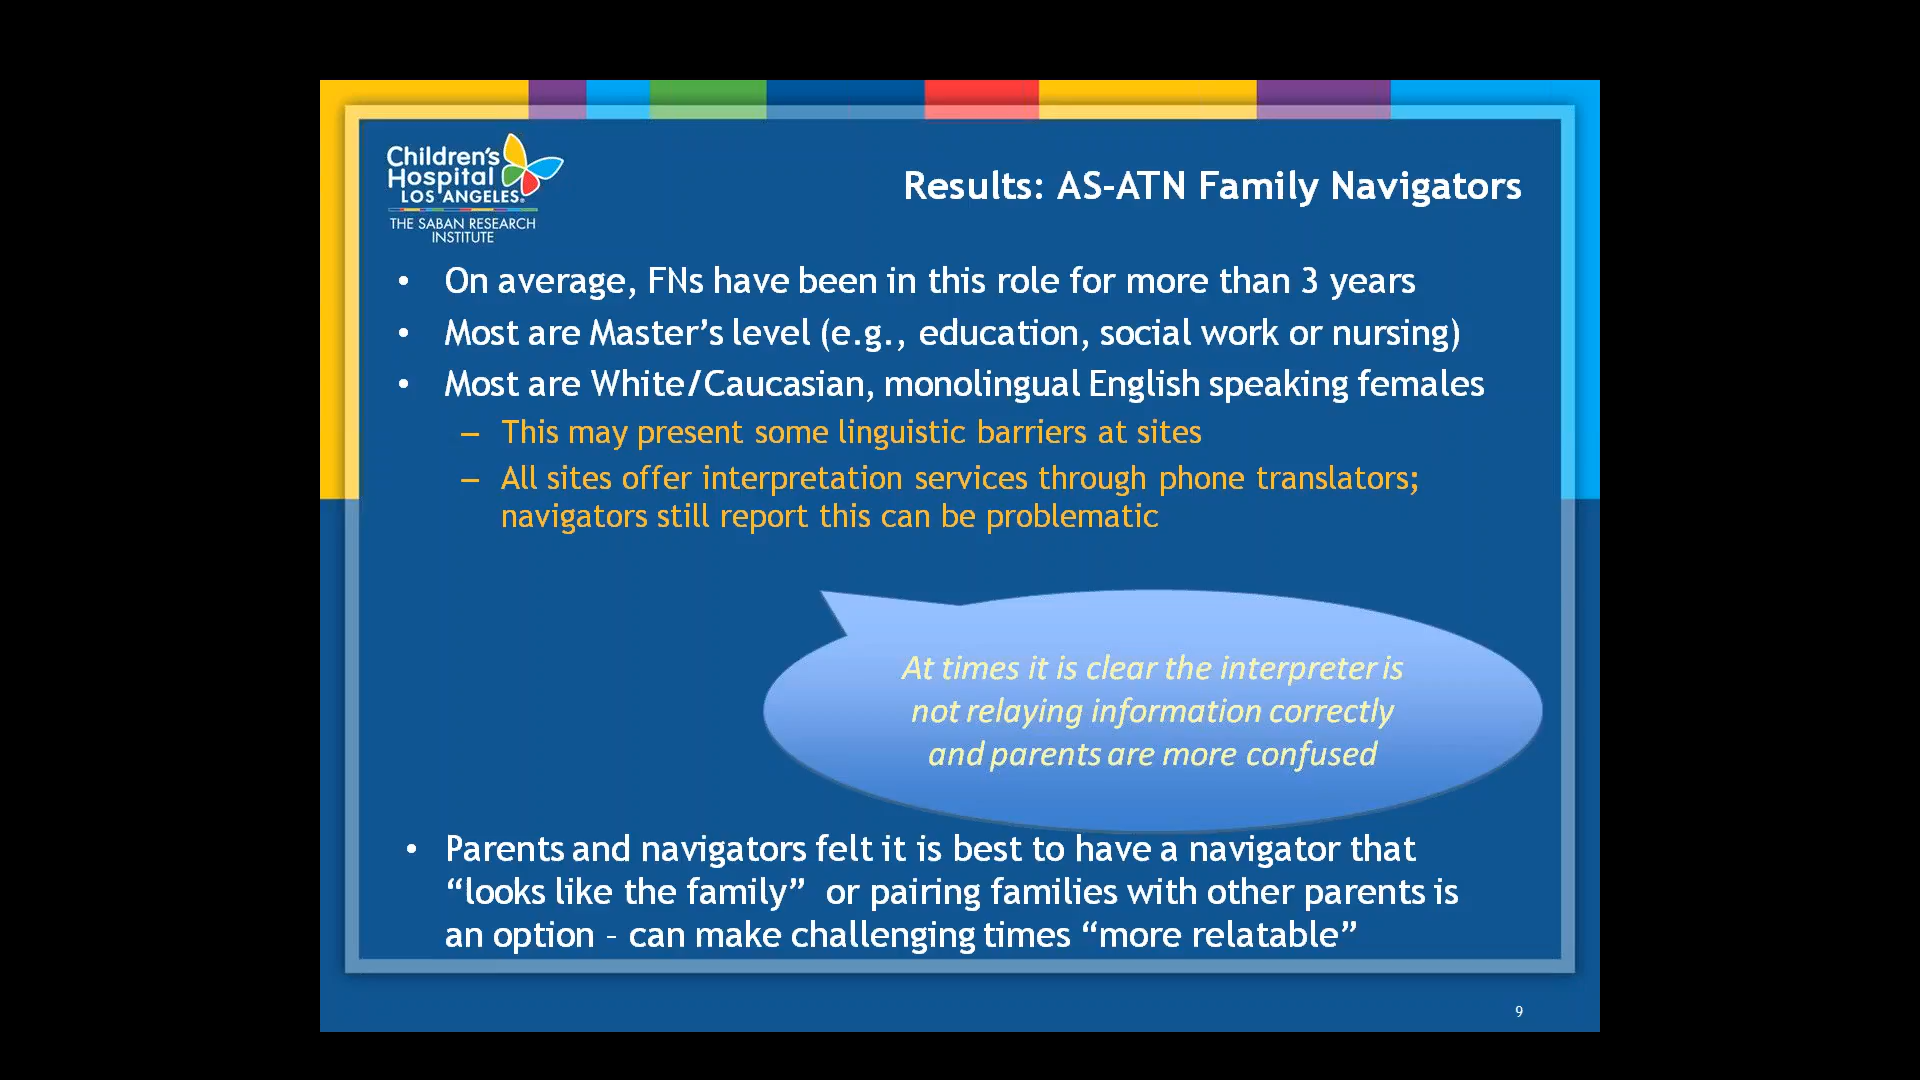 Children's
Hospital
LOS ANGELES®
THE SABAN RESEARCH
INSTITUTE
Results: AS-ATN Family Navigators
• On average, FNs have been in this role for more than 3 years
• Most are Master’s level (e.g., education, social work or nursing)
• Most are White/Caucasian, monolingual English speaking females
– This may present some linguistic barriers at sites
– All sites offer interpretation services through phone translators;
navigators still report this can be problematic
At times it is clear the interpreter is
not relaying information correctly
and parents are more confused
• Parents and navigators felt it is best to have a navigator that
“looks like the family” or pairing families with other parents is
an option – can make challenging times “more relatable”
9